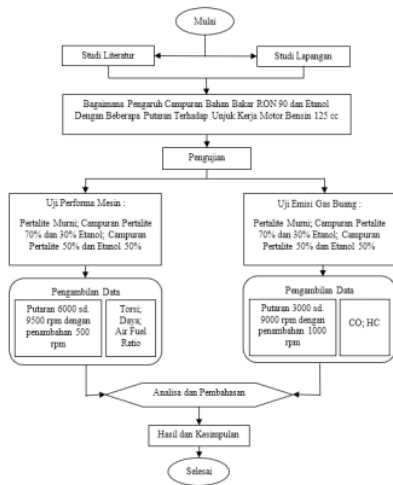 Mulai
Studi Literatur
Studi Lapangan
Bagaimana Pengaruh Campuran Bahan Bakar RON 90 dan Etanol
Dengan Beberapa Putaran Terhadap Unjuk Kerja Motor Bensin 125 cc
Pengujian
Uji Performa Mesin :
Pertalite Murni; Campuran Pertalite
70% dan 30% Etanol; Campuran
Pertalite 50% dan Etanol 50%
Uji Emisi Gas Buang :
Pertalite Murni; Campuran Pertalite
70% dan 30% Etanol; Campuran
Pertalite 50% dan Etanol 50%
Pengambilan Data
Putaran 6000 sd.
9500 rpm dengan
penambahan 500
rpm
Torsi;
Daya;
Air Fuel
Ratio
Pengambilan Data
Putaran 3000 sd.
9000 rpm dengan
penambahan 1000
rpm
CO; HC
Analisa dan Pembahasan
Hasil dan Kesimpulan
Selesai